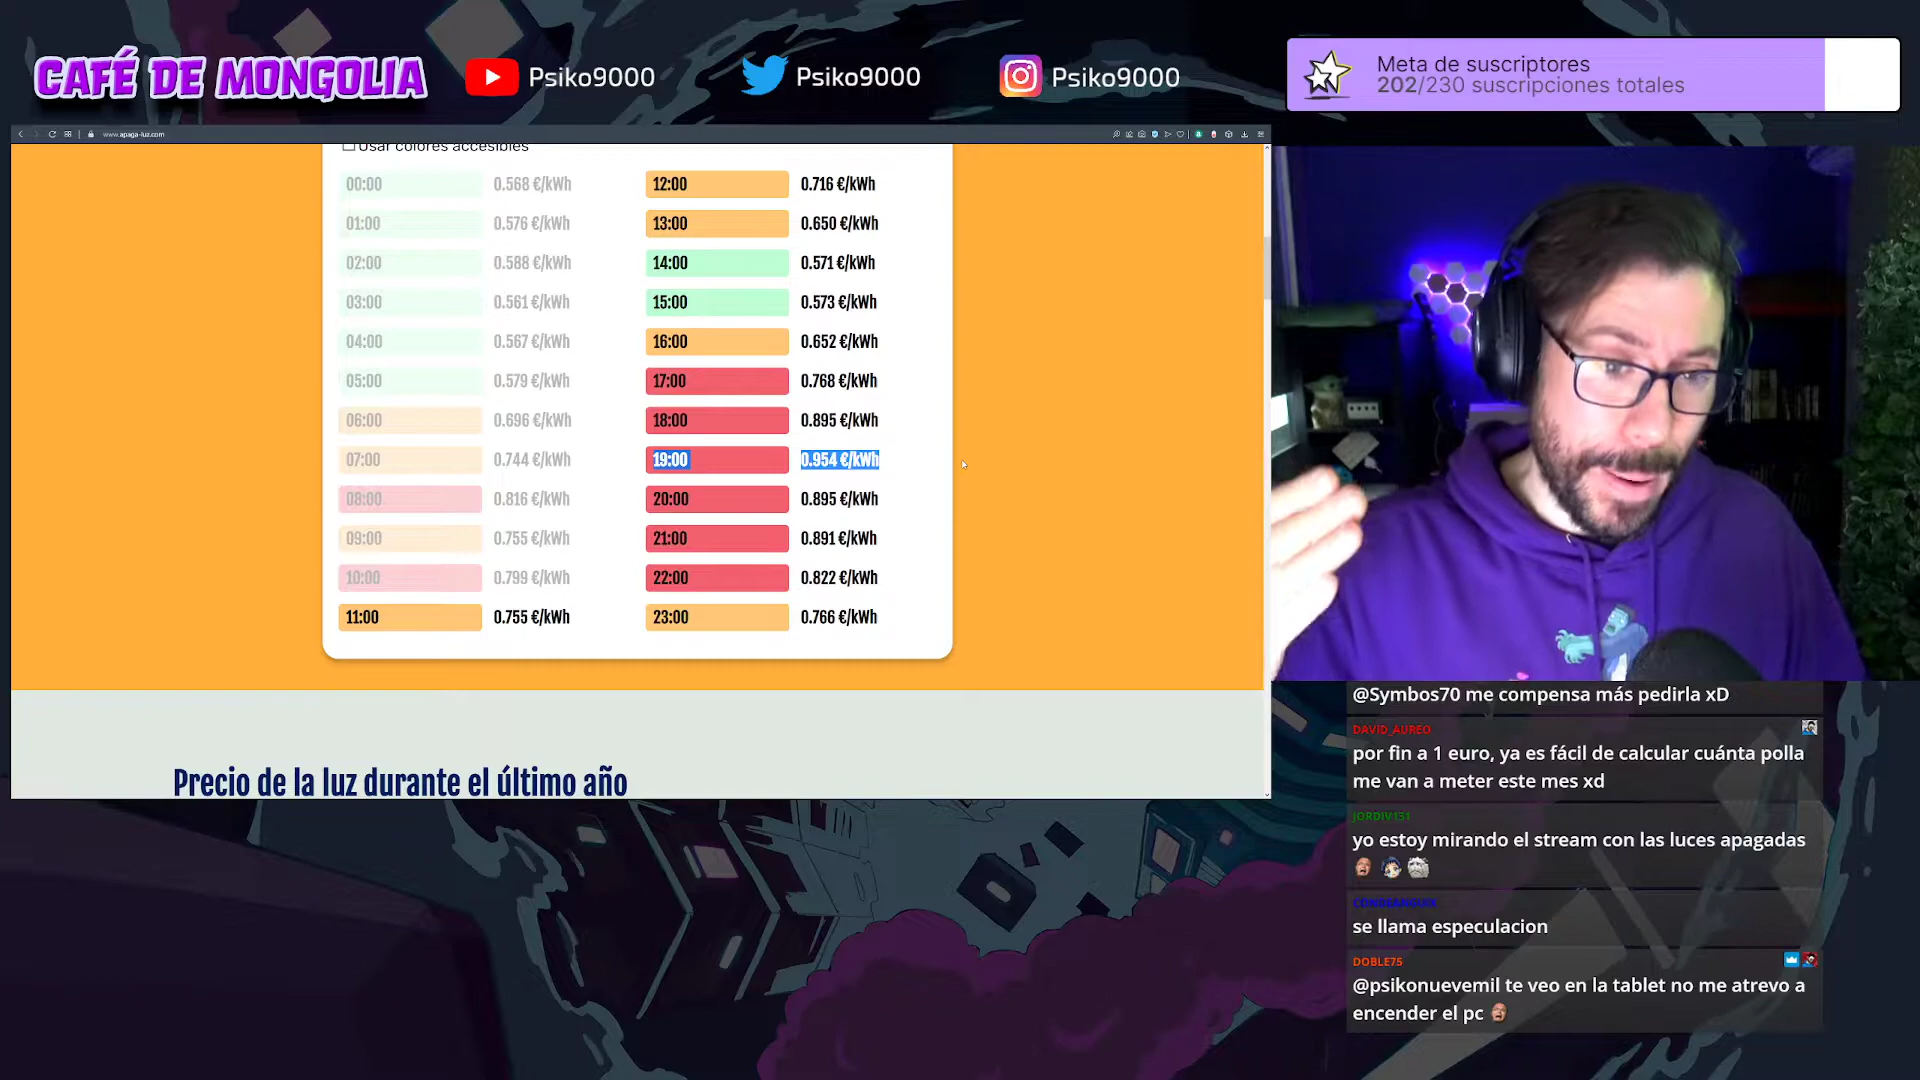 CAFÉ DE MONGOLIA
Psiko9000
Psiko9000
Psiko9000
Meta de suscriptores
202/230 suscripciones totales
www.apaga-luz.com
Usar colores accesibles
00:00 0.568 €/kWh 12:00 0.716 €/kWh
01:00 0.576 €/kWh 13:00 0.650 €/kWh
02:00 0.588 €/kWh 14:00 0.571 €/kWh
03:00 0.561 €/kWh 15:00 0.573 €/kWh
04:00 0.567 €/kWh 16:00 0.652 €/kWh
05:00 0.579 €/kWh 17:00 0.768 €/kWh
06:00 0.696 €/kWh 18:00 0.895 €/kWh
07:00 0.744 €/kWh 19:00 0.954 €/kWh
08:00 0.816 €/kWh 20:00 0.895 €/kWh
09:00 0.755 €/kWh 21:00 0.891 €/kWh
10:00 0.799 €/kWh 22:00 0.822 €/kWh
11:00 0.755 €/kWh 23:00 0.766 €/kWh
Precio de la luz durante el último año
@Symbos70 me compensa más pedirla xD
DAVID_AUREO
por fin a 1 euro, ya es fácil de calcular cuánta polla
me van a meter este mes xd
JORDIV131
yo estoy mirando el stream con las luces apagadas
se llama especulacion
DOBLE75
@psikonuevemil te veo en la tablet no me atrevo a
encender el pc